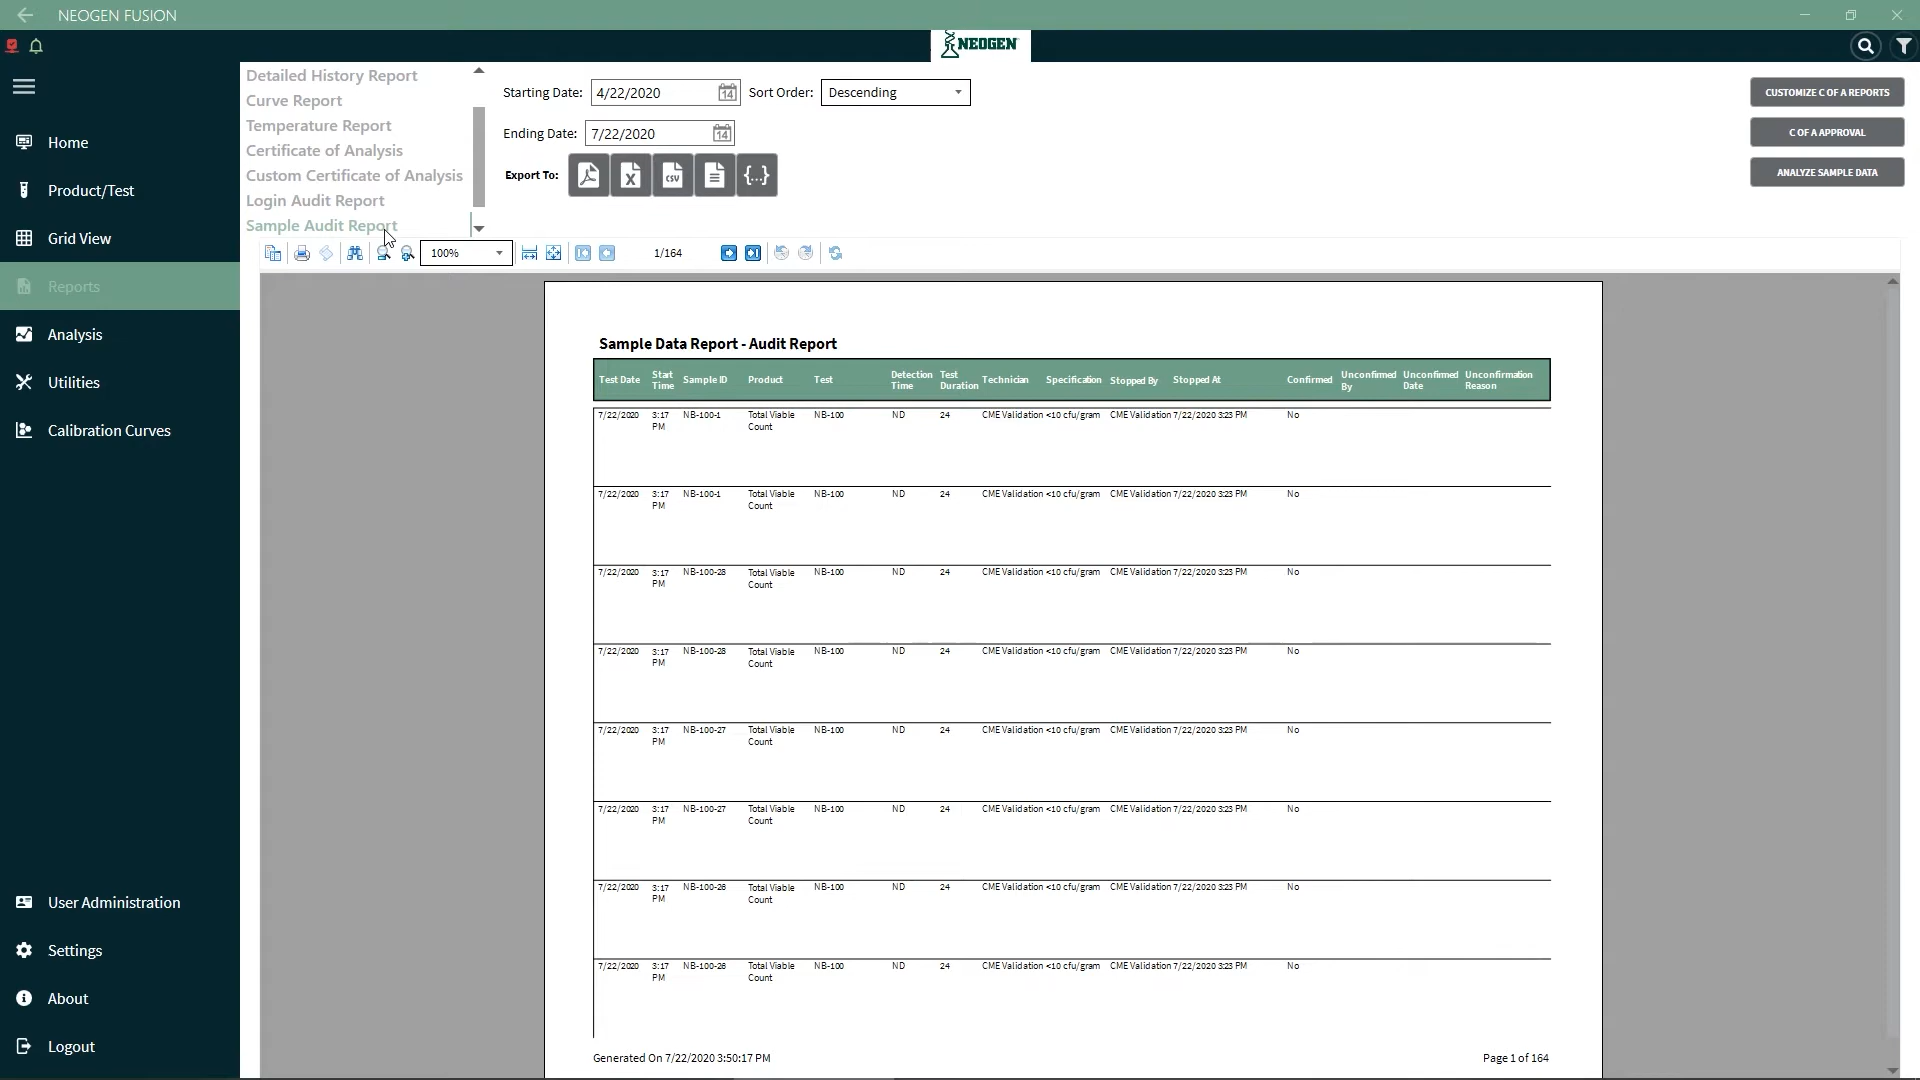 NEOGEN FUSION
NEOGEN
Home
Product/Test
Grid View
Reports
Analysis
Utilities
Calibration Curves
User Administration
Settings
About
Logout
Detailed History Report
Curve Report
Temperature Report
Certificate of Analysis
Custom Certificate of Analysis
Login Audit Report
Sample Audit Report
Starting Date: 4/22/2020 14 Sort Order: Descending
Ending Date: 7/22/2020 14
Export To: X CSV {...}
CUSTOMIZE C OF A REPORTS
C OF A APPROVAL
ANALYZE SAMPLE DATA
100% 1/164
Sample Data Report - Audit Report
Test Date Start Time Sample ID Product Test Detection Time Test Duration Technician Specification Stopped By Stopped At Confirmed Unconfirmed By Unconfirmed Date Unconfirmation Reason
7/22/2020 3:17 PM NB-100-1 Total Viable Count NB-100 ND 24 CME Validation <10 cfu/gram CME Validation 7/22/2020 3:23 PM No
7/22/2020 3:17 PM NB-100-1 Total Viable Count NB-100 ND 24 CME Validation <10 cfu/gram CME Validation 7/22/2020 3:23 PM No
7/22/2020 3:17 PM NB-100-28 Total Viable Count NB-100 ND 24 CME Validation <10 cfu/gram CME Validation 7/22/2020 3:23 PM No
7/22/2020 3:17 PM NB-100-28 Total Viable Count NB-100 ND 24 CME Validation <10 cfu/gram CME Validation 7/22/2020 3:23 PM No
7/22/2020 3:17 PM NB-100-27 Total Viable Count NB-100 ND 24 CME Validation <10 cfu/gram CME Validation 7/22/2020 3:23 PM No
7/22/2020 3:17 PM NB-100-27 Total Viable Count NB-100 ND 24 CME Validation <10 cfu/gram CME Validation 7/22/2020 3:23 PM No
7/22/2020 3:17 PM NB-100-26 Total Viable Count NB-100 ND 24 CME Validation <10 cfu/gram CME Validation 7/22/2020 3:23 PM No
7/22/2020 3:17 PM NB-100-26 Total Viable Count NB-100 ND 24 CME Validation <10 cfu/gram CME Validation 7/22/2020 3:23 PM No
Generated On 7/22/2020 3:50:17 PM
Page 1 of 164